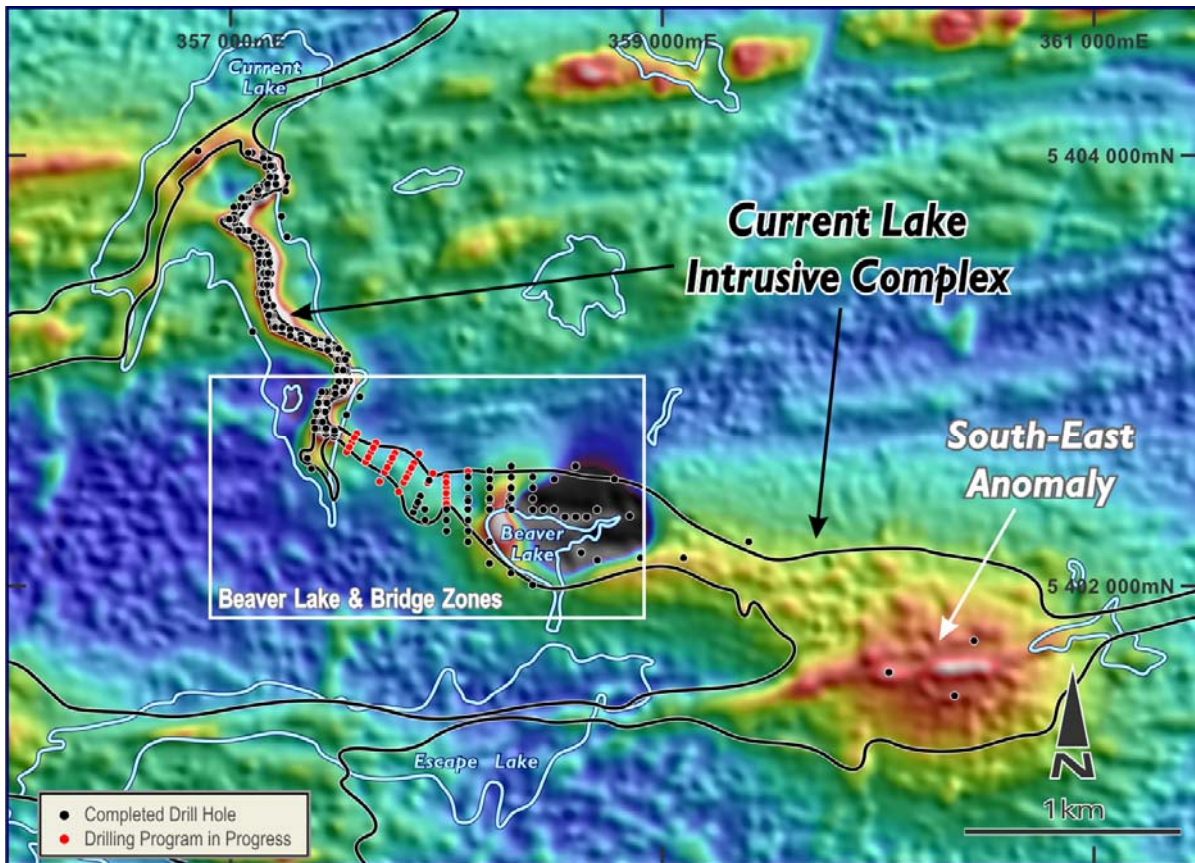 357 000mE
359 000mE
361 000mE
Current
Lake
5 404 000mN
Current Lake
Intrusive Complex
South-East
Anomaly
Beaver
Lake
5 402 000mN
Beaver Lake & Bridge Zones
Escape Lake
N
1km
Completed Drill Hole
Drilling Program in Progress